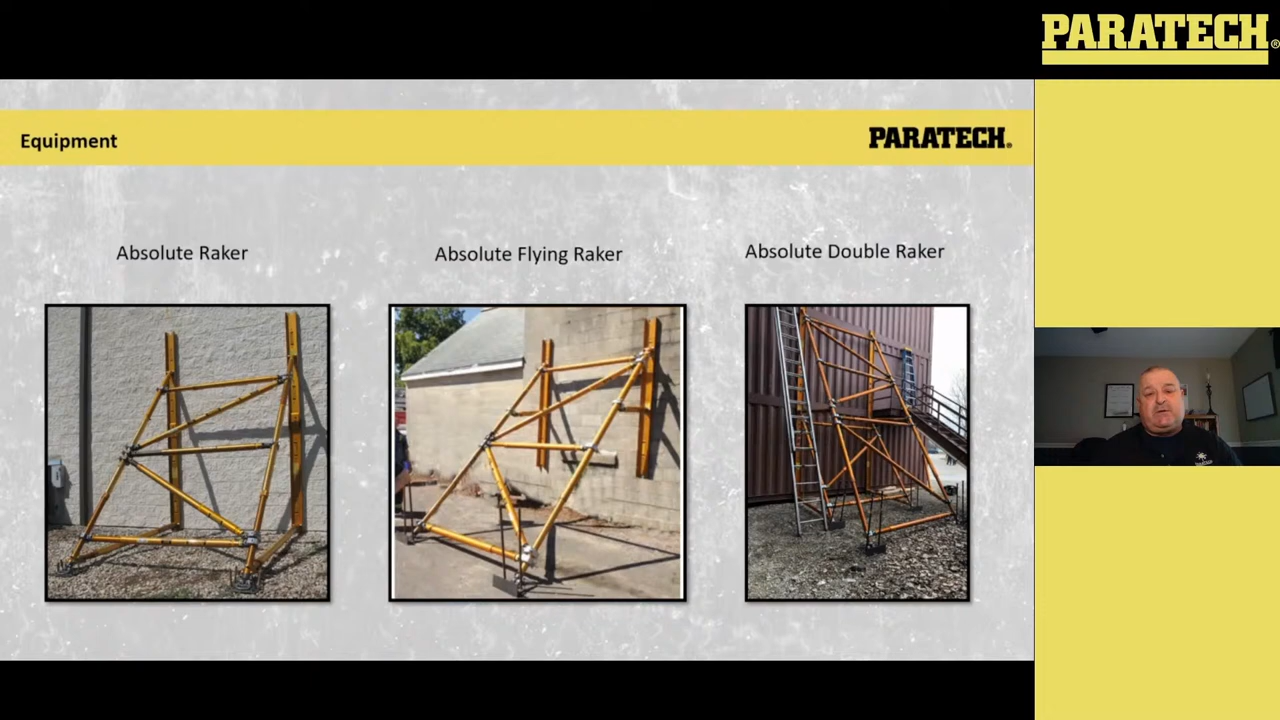 PARATECH®
Equipment
PARATECH®
Absolute Raker
Absolute Flying Raker
Absolute Double Raker